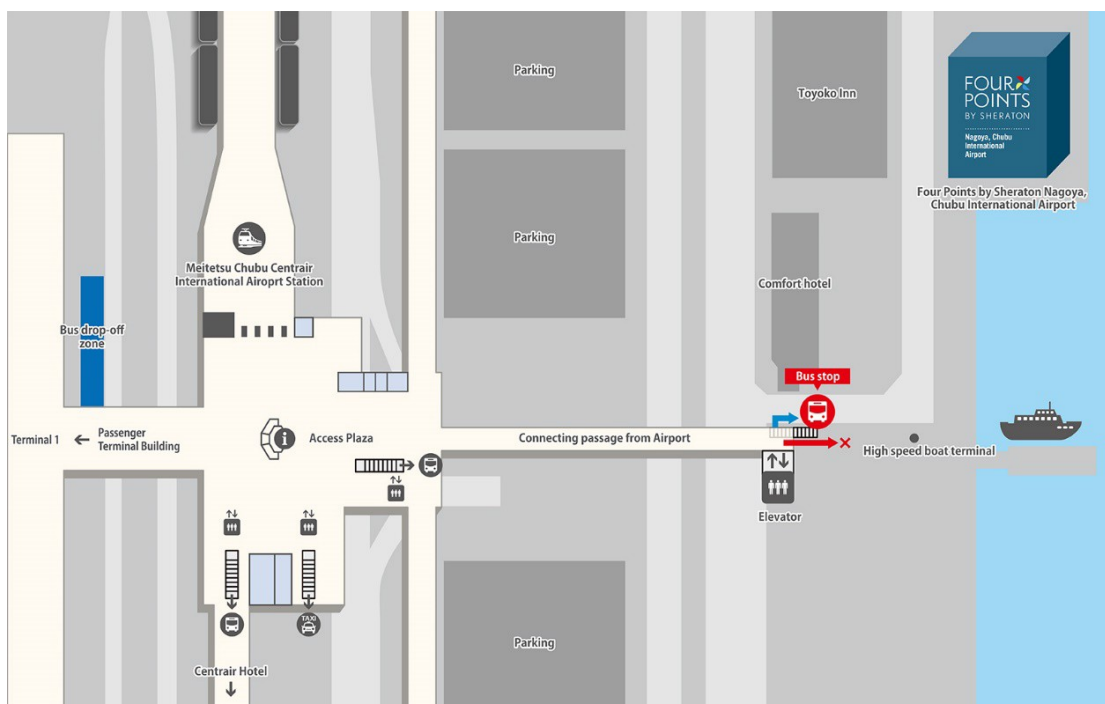 Parking
Toyoko Inn
FOUR
POINTS
BY SHERATON
Nagoya, Chubu
International
Airport
Four Points by Sheraton Nagoya,
Chubu International Airport
Parking
Meitetsu Chubu Centrair
International Airoprt Station
Comfort hotel
Bus drop-off
zone
Bus stop
Terminal 1
Passenger
Terminal Building
i
Access Plaza
Connecting passage from Airport
High speed boat terminal
Elevator
TAXI
Parking
Centrair Hotel